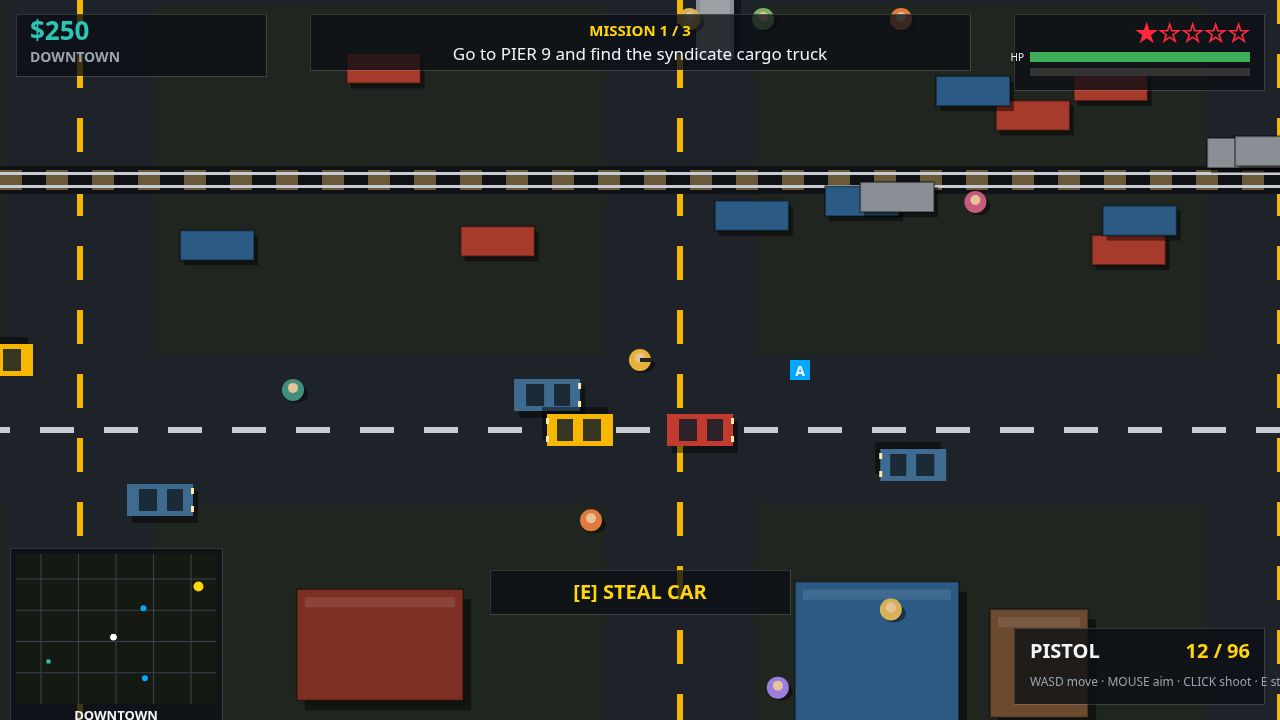 $250
DOWNTOWN
MISSION 1 / 3
Go to PIER 9 and find the syndicate cargo truck
HP
A
[E] STEAL CAR
PISTOL 12 / 96
WASD move · MOUSE aim · CLICK shoot · E st
DOWNTOWN